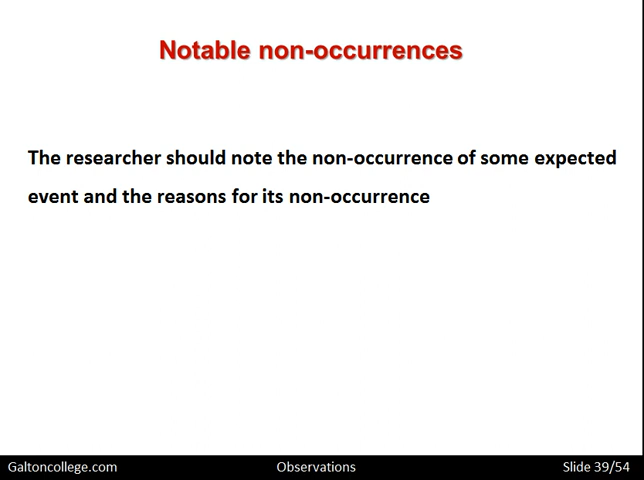 Notable non-occurrences
The researcher should note the non-occurrence of some expected
event and the reasons for its non-occurrence
Galtoncollege.com Observations Slide 39/54